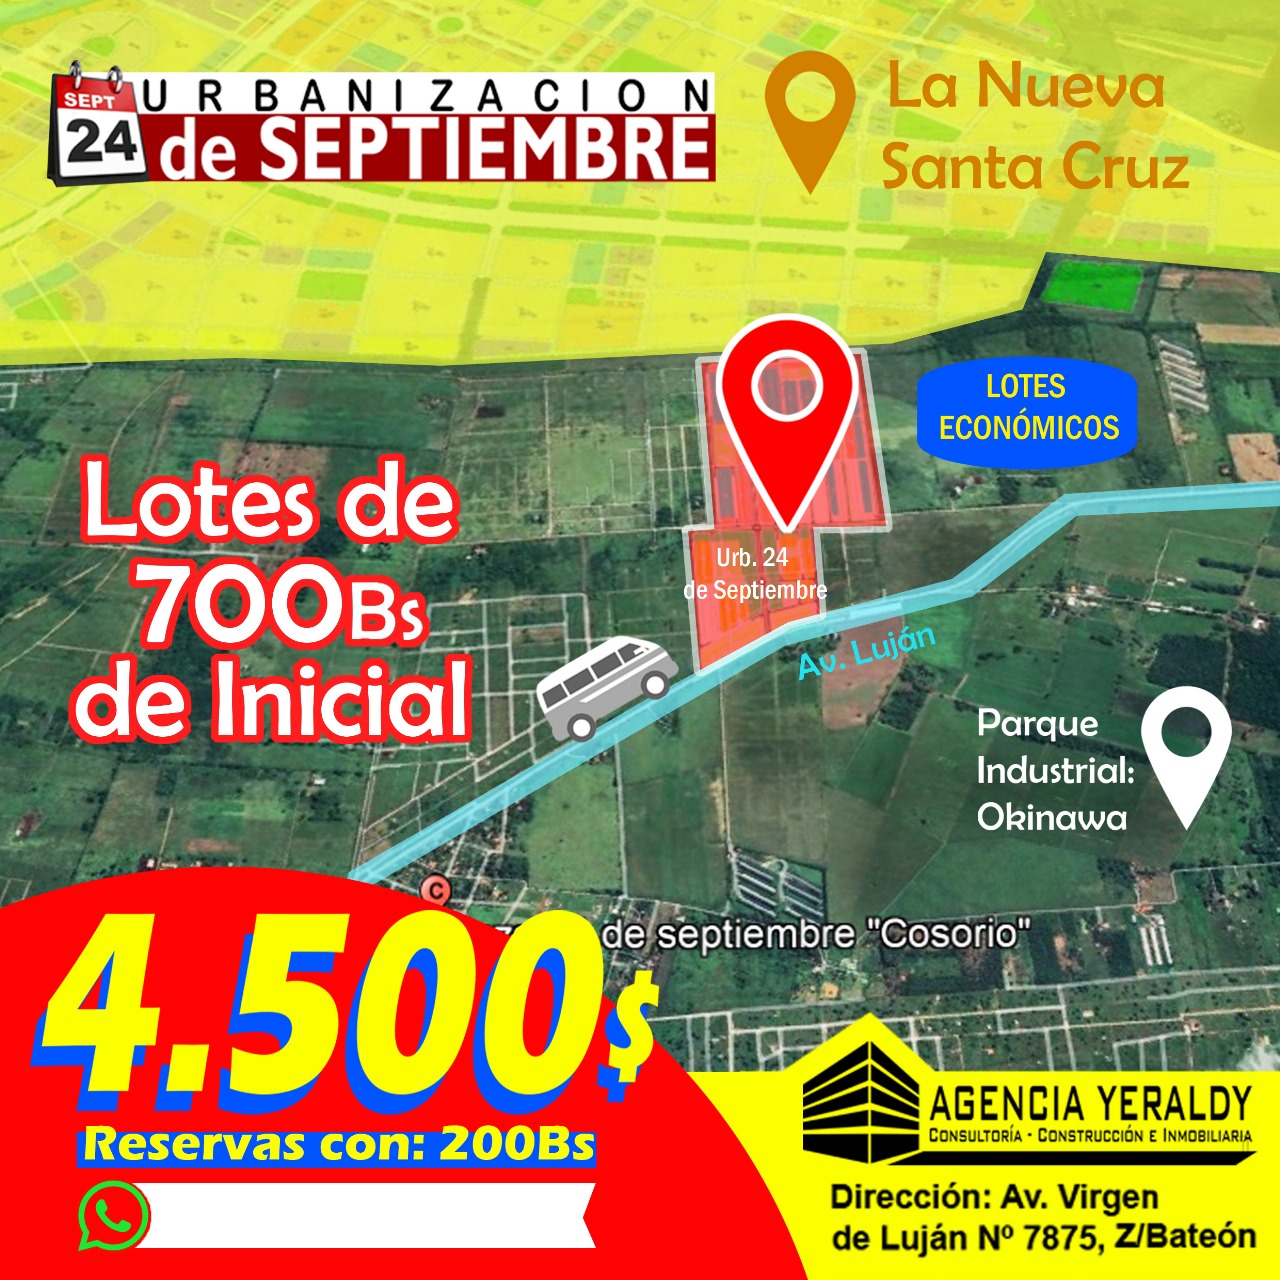 SEPT
24
URBANIZACION
de SEPTIEMBRE
La Nueva
Santa Cruz
LOTES
ECONÓMICOS
Lotes de
700Bs
de Inicial
Urb. 24
de Septiembre
Av. Luján
Parque
Industrial:
Okinawa
C
de septiembre "Cosorio"
4.500$
Reservas con: 200Bs
AGENCIA YERALDY
CONSULTORÍA - CONSTRUCCIÓN E INMOBILIARIA
Dirección: Av. Virgen
de Luján Nº 7875, Z/Bateón